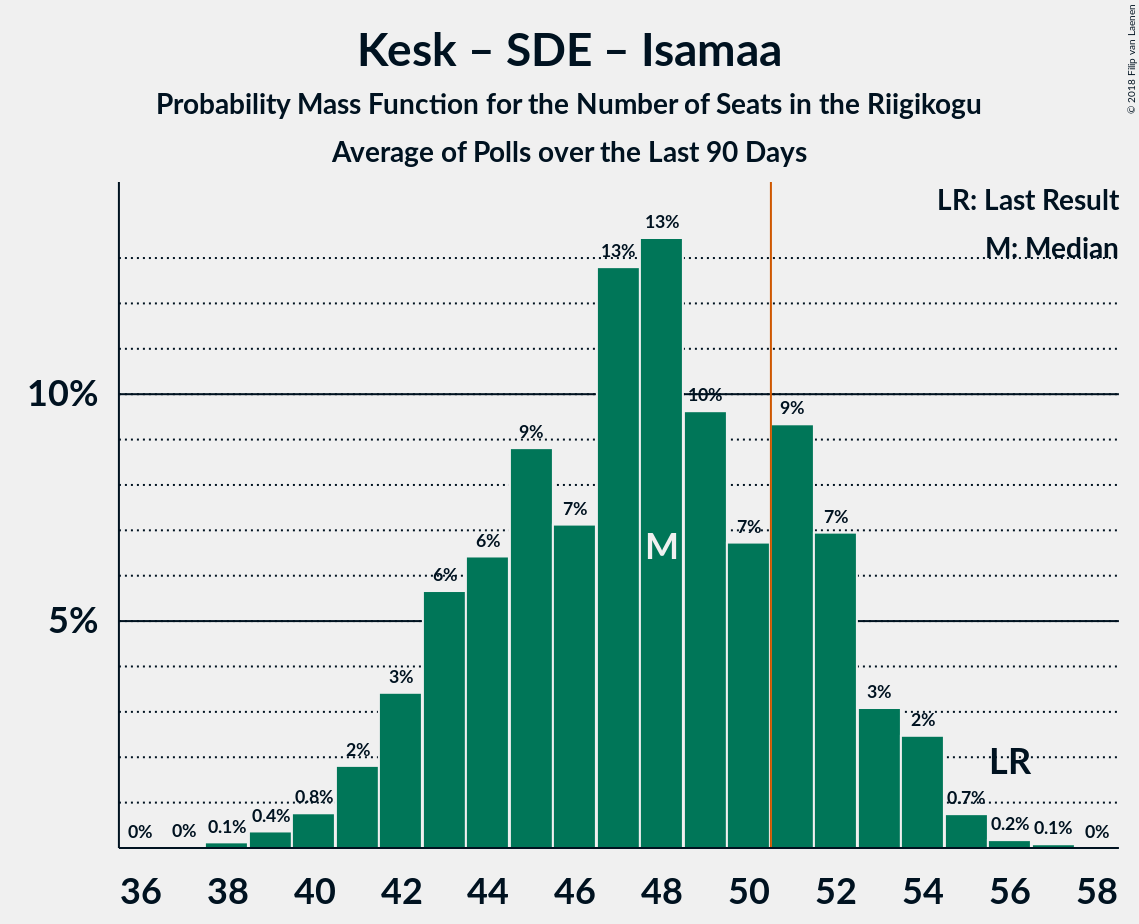 Kesk – SDE – Isamaa
Probability Mass Function for the Number of Seats in the Riigikogu
Average of Polls over the Last 90 Days
© 2018 Filip van Laenen
LR: Last Result
M: Median
10%
5%
0%
0%
0.1%
0.4%
0.8%
2%
3%
6%
6%
9%
7%
13%
13%
10%
7%
9%
7%
3%
2%
0.7%
0.2%
0.1%
0%
M
LR
36 38 40 42 44 46 48 50 52 54 56 58